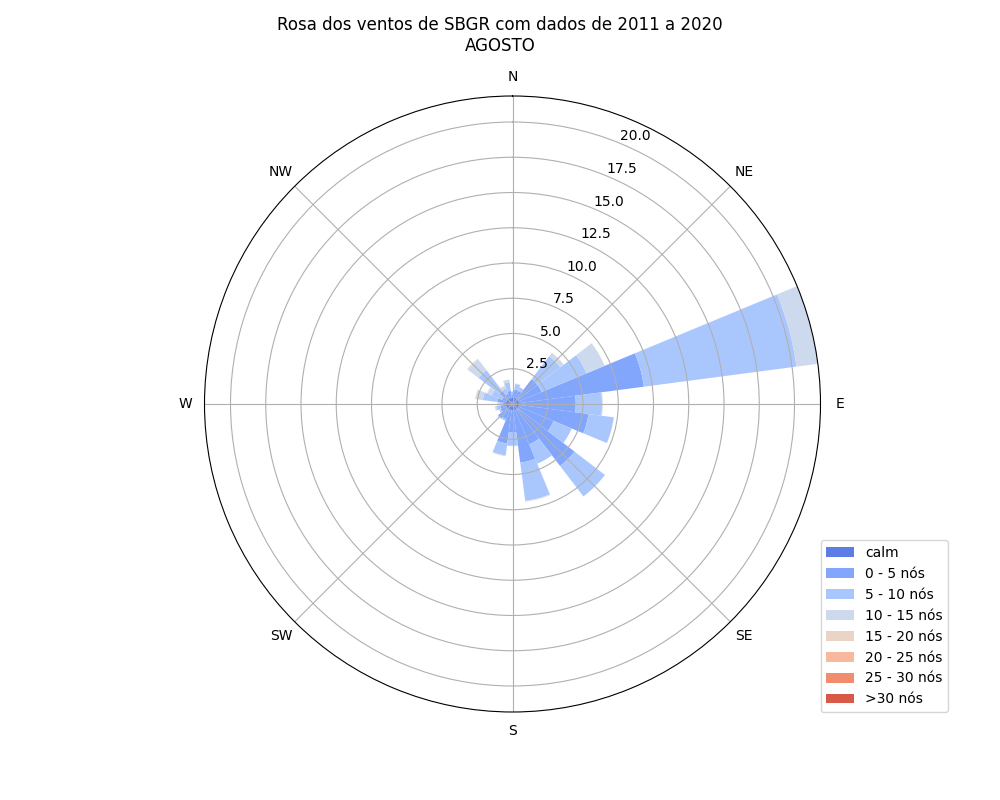 Rosa dos ventos de SBGR com dados de 2011 a 2020
AGOSTO
N
NW
NE
20.0
17.5
15.0
12.5
10.0
7.5
5.0
2.5
W
E
SW
SE
S
calm
0 - 5 nós
5 - 10 nós
10 - 15 nós
15 - 20 nós
20 - 25 nós
25 - 30 nós
>30 nós